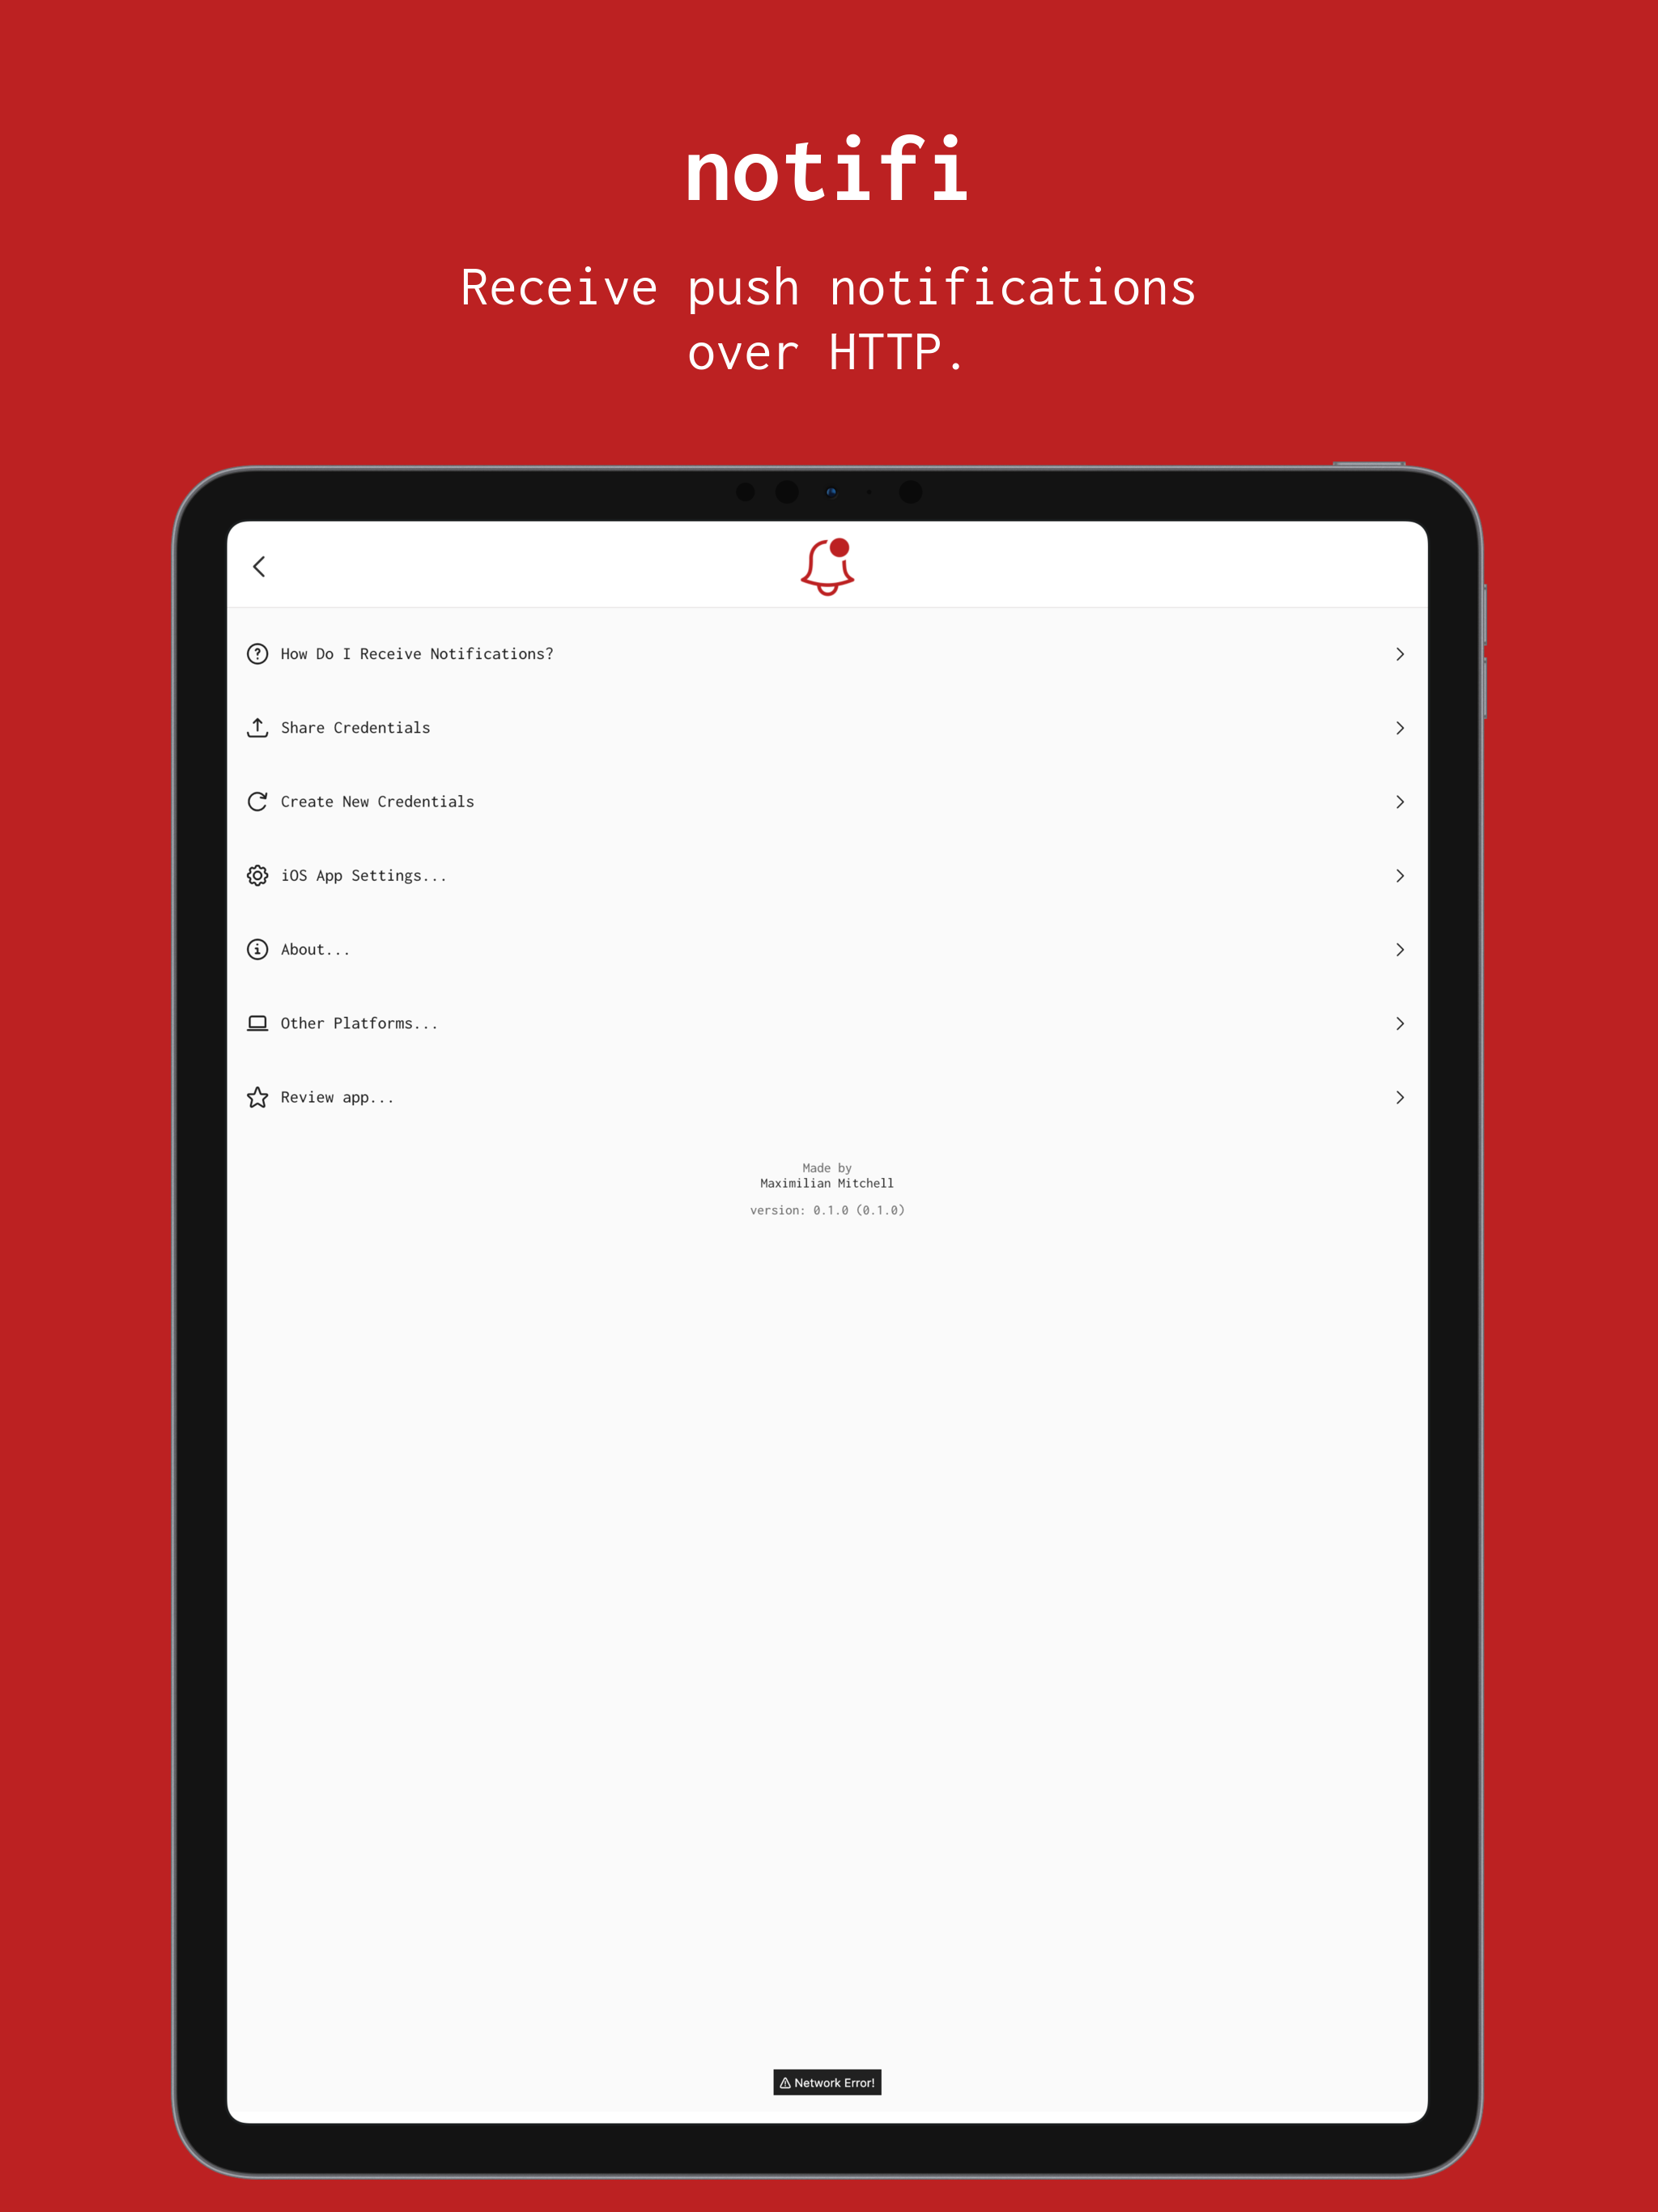 notifi
Receive push notifications
over HTTP.
How Do I Receive Notifications?
Share Credentials
Create New Credentials
iOS App Settings...
About...
Other Platforms...
Review app...
Made by
Maximilian Mitchell
version: 0.1.0 (0.1.0)
Network Error!